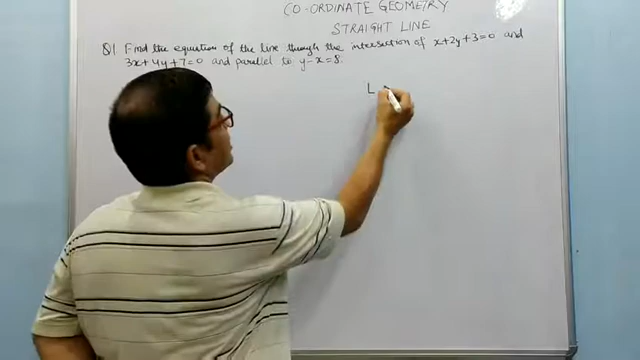 CO-ORDINATE GEOMETRY
STRAIGHT LINE
Q1 Find the equation of the line through the intersection of x+2y+3=0 and
3x+4y+7=0 and parallel to y-x=8.
L